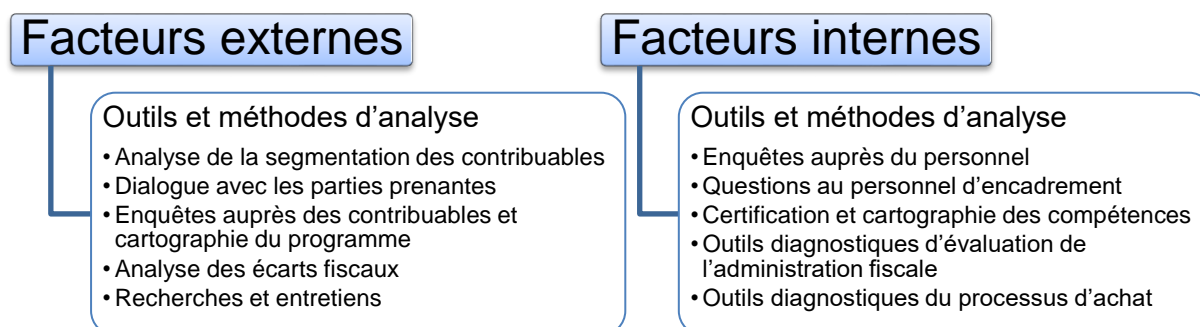 Facteurs externes
Outils et méthodes d’analyse
•Analyse de la segmentation des contribuables
•Dialogue avec les parties prenantes
•Enquêtes auprès des contribuables et
cartographie du programme
•Analyse des écarts fiscaux
•Recherches et entretiens
Facteurs internes
Outils et méthodes d’analyse
•Enquêtes auprès du personnel
•Questions au personnel d’encadrement
•Certification et cartographie des compétences
•Outils diagnostiques d’évaluation de
l’administration fiscale
•Outils diagnostiques du processus d’achat